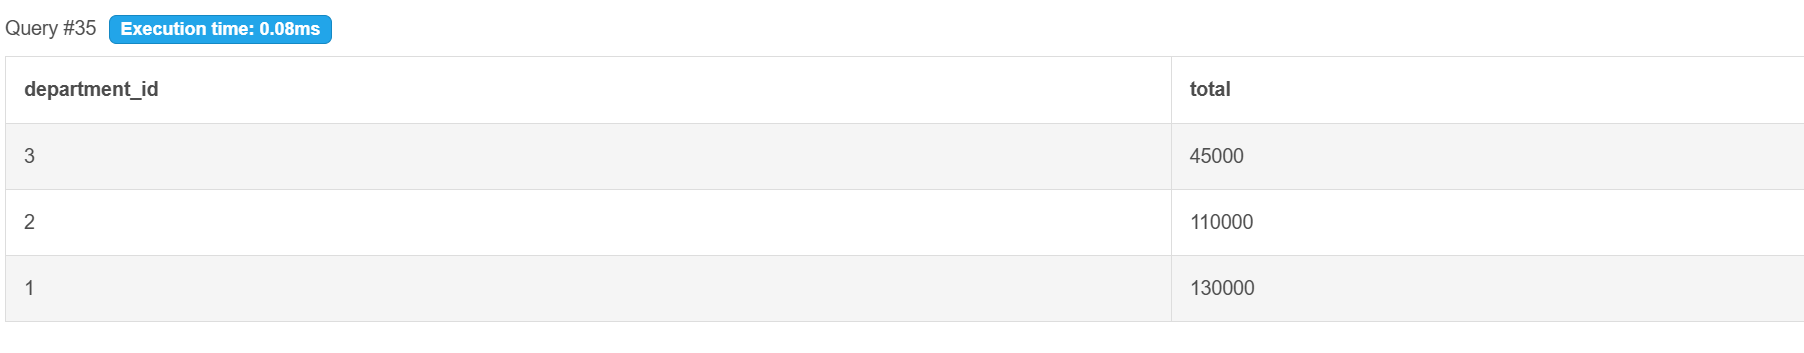 Query #35 Execution time: 0.08ms
department_id total
3 45000
2 110000
1 130000